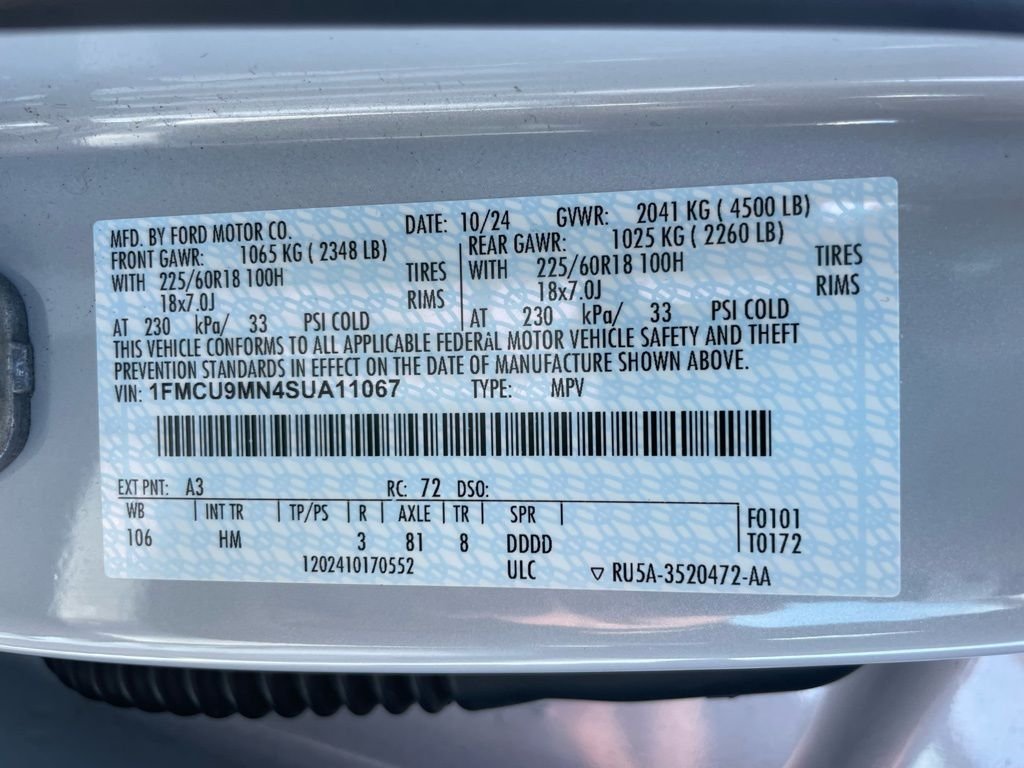 MFD. BY FORD MOTOR CO. DATE: 10/24 GVWR: 2041 KG ( 4500 LB)
FRONT GAWR: 1065 KG ( 2348 LB) REAR GAWR: 1025 KG ( 2260 LB)
WITH 225/60R18 100H TIRES WITH 225/60R18 100H TIRES
18x7.0J RIMS 18x7.0J RIMS
AT 230 kPa/ 33 PSI COLD AT 230 kPa/ 33 PSI COLD
THIS VEHICLE CONFORMS TO ALL APPLICABLE FEDERAL MOTOR VEHICLE SAFETY AND THEFT
PREVENTION STANDARDS IN EFFECT ON THE DATE OF MANUFACTURE SHOWN ABOVE.
VIN: 1FMCU9MN4SUA11067 TYPE: MPV
EXT PNT: A3 RC: 72 DSO:
WB INT TR TP/PS R AXLE TR SPR F0101
106 HM 3 81 8 DDDD T0172
1202410170552 ULC ▽ RU5A-3520472-AA